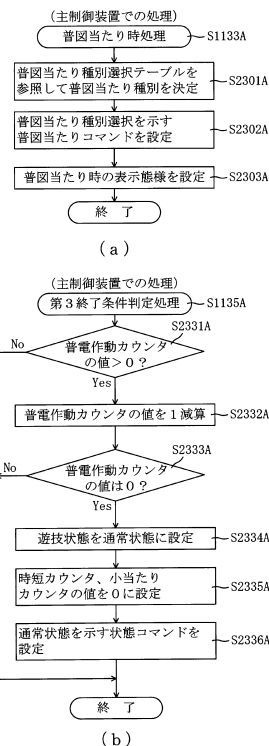 (主制御装置での処理)
普図当たり時処理
S1133A
普図当たり種別選択テーブルを
参照して普図当たり種別を決定
S2301A
普図当たり種別選択を示す
普図当たりコマンドを設定
S2302A
普図当たり時の表示態様を設定
S2303A
終 了
(a)
(主制御装置での処理)
第3終了条件判定処理
S1135A
S2331A
普電作動カウンタ
の値>0?
No
Yes
普電作動カウンタの値を1減算
S2332A
S2333A
普電作動カウンタ
の値は0?
No
Yes
遊技状態を通常状態に設定
S2334A
時短カウンタ、小当たり
カウンタの値を0に設定
S2335A
通常状態を示す状態コマンドを
設定
S2336A
終 了
(b)